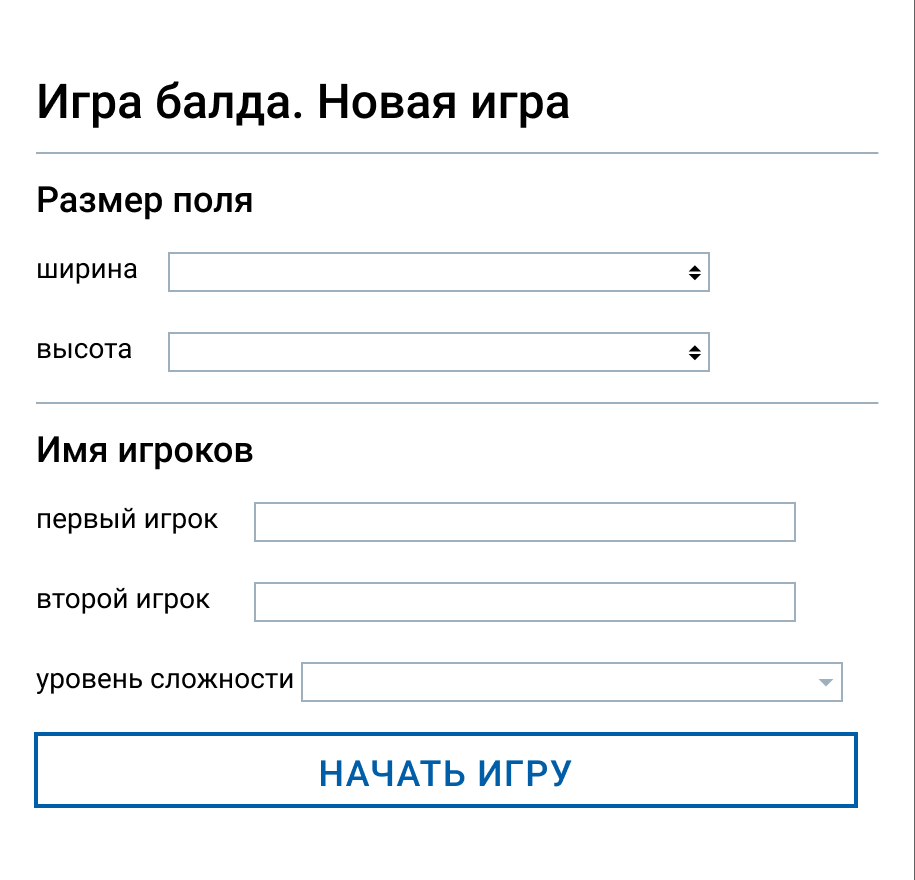 Игра балда. Новая игра
Размер поля
ширина
высота
Имя игроков
первый игрок
второй игрок
уровень сложности
НАЧАТЬ ИГРУ